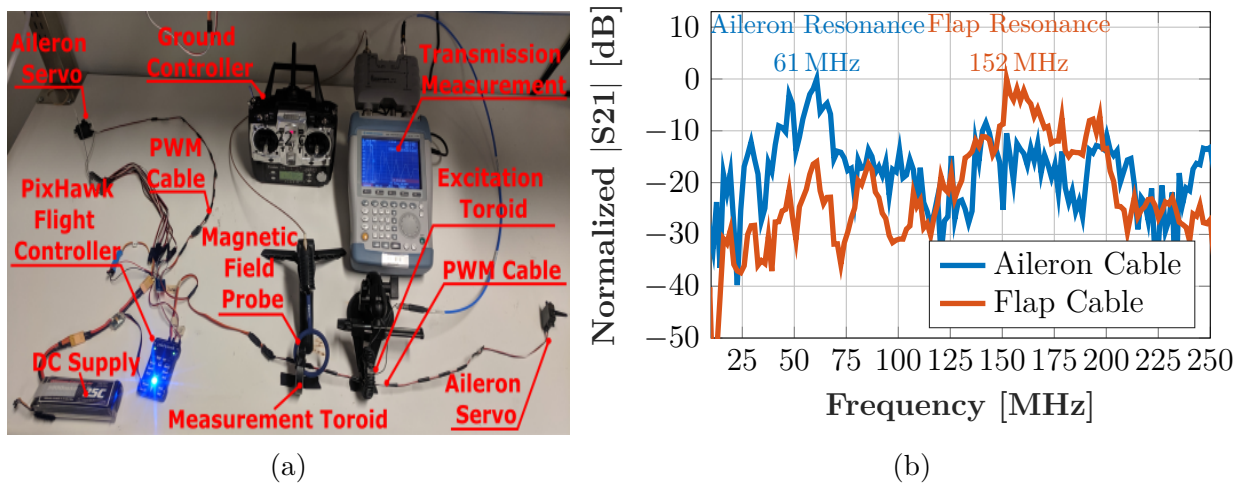 Aileron
Servo
Ground
Controller
Transmission
Measurement
PWM
Cable
PixHawk
Flight
Controller
Excitation
Toroid
Magnetic
Field
Probe
PWM Cable
DC Supply
25C
Aileron
Servo
Measurement Toroid
(a)
Normalized |S21| [dB]
10
0
−10
−20
−30
−40
−50
Aileron Resonance
61 MHz
Flap Resonance
152 MHz
Aileron Cable
Flap Cable
25 50 75 100 125 150 175 200 225 250
Frequency [MHz]
(b)